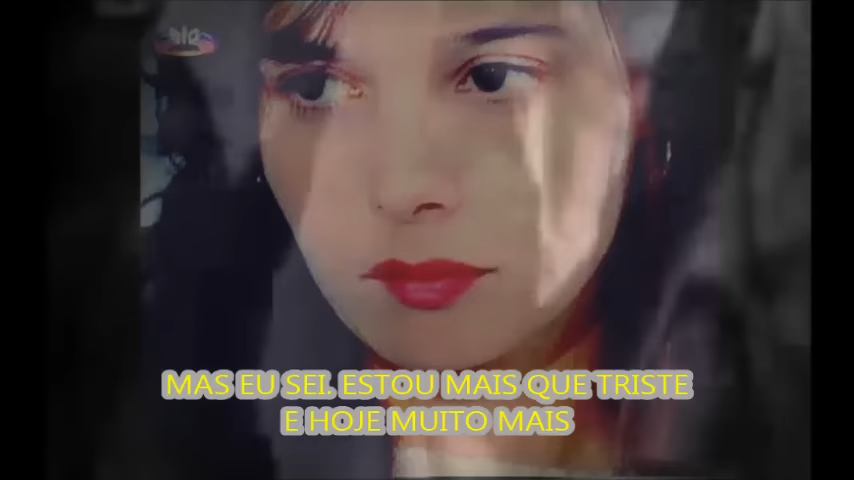 MAS EU SEI. ESTOU MAIS QUE TRISTE
E HOJE MUITO MAIS